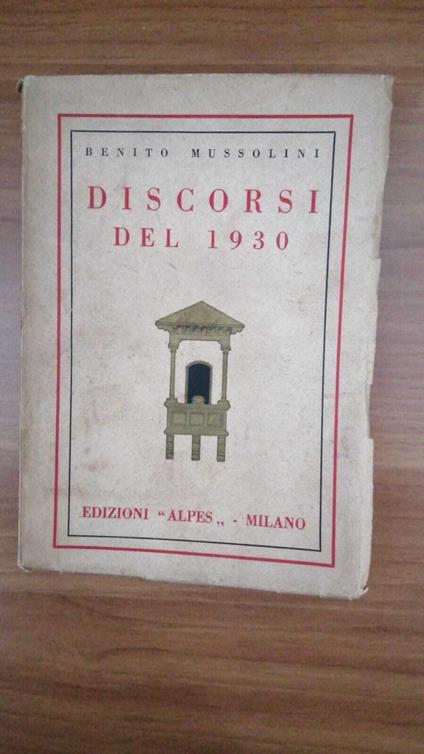 BENITO MUSSOLINI
DISCORSI
DEL 1930
EDIZIONI “ALPES„ - MILANO